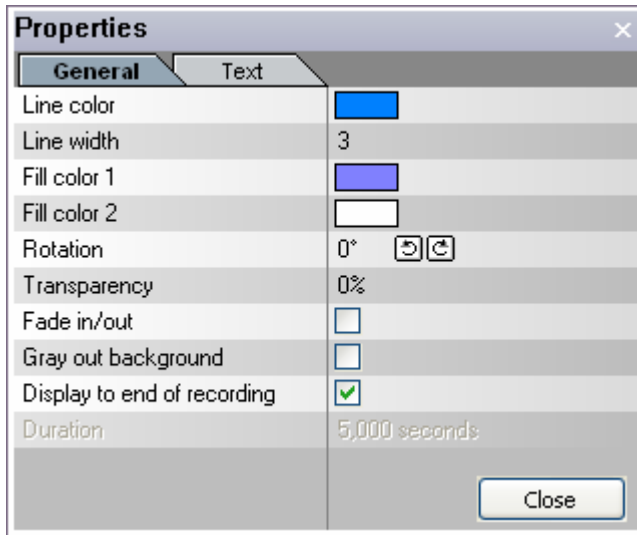 Properties
General Text
Line color
Line width 3
Fill color 1
Fill color 2
Rotation 0°
Transparency 0%
Fade in/out
Gray out background
Display to end of recording
Duration 5,000 seconds
Close